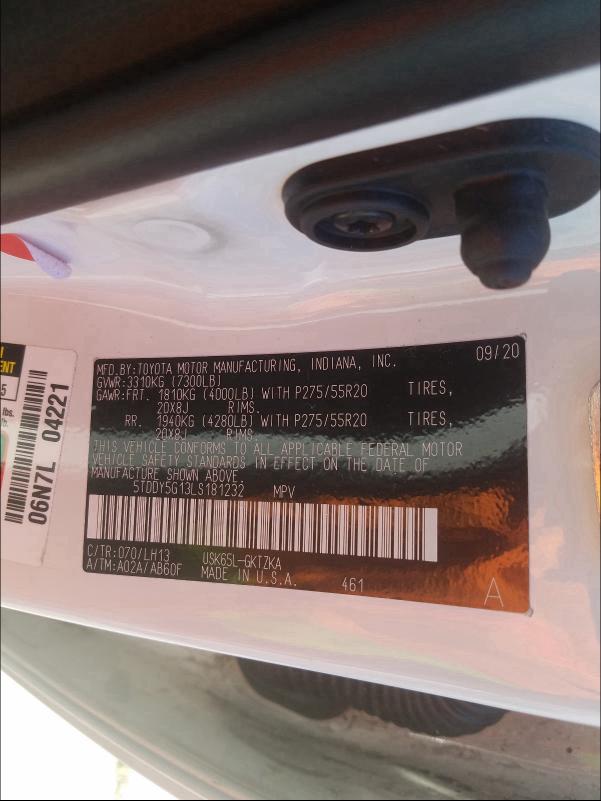 MFD.BY:TOYOTA MOTOR MANUFACTURING, INDIANA, INC. 09/20
GVWR:3310KG (7300LB)
GAWR:FRT. 1810KG (4000LB) WITH P275/55R20 TIRES,
20X8J RIMS.
RR. 1940KG (4280LB) WITH P275/55R20 TIRES,
20X8J RIMS
THIS VEHICLE CONFORMS TO ALL APPLICABLE FEDERAL MOTOR
VEHICLE SAFETY STANDARDS IN EFFECT ON THE DATE OF
MANUFACTURE SHOWN ABOVE.
5TDDY5G13LS181232 MPV
C/TR:070/LH13 USK65L-GKTZKA
A/TM:A02A/AB60F MADE IN U.S.A. 461
A
06N7L 04221
lbs.
5